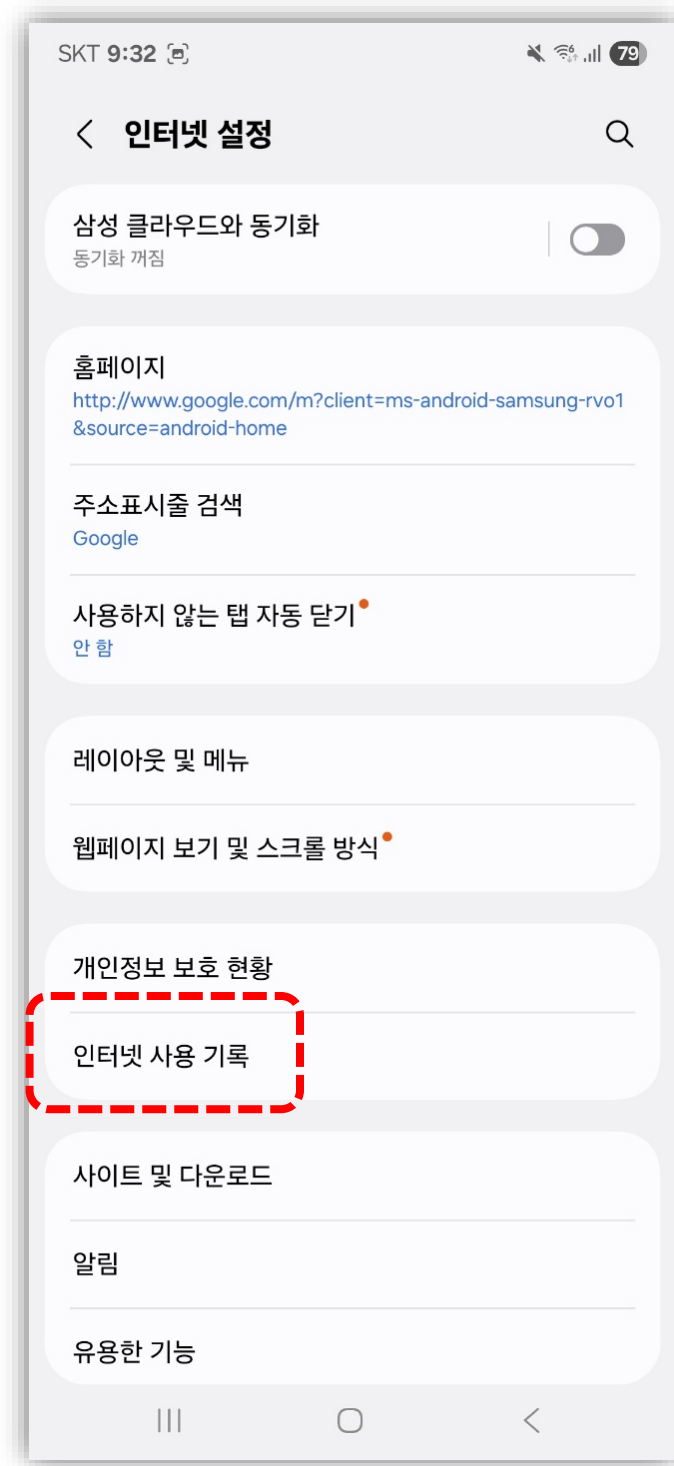 SKT 9:32 79
인터넷 설정
삼성 클라우드와 동기화
동기화 꺼짐
홈페이지
http://www.google.com/m?client=ms-android-samsung-rvo1
&source=android-home
주소표시줄 검색
Google
사용하지 않는 탭 자동 닫기
안 함
레이아웃 및 메뉴
웹페이지 보기 및 스크롤 방식
개인정보 보호 현황
인터넷 사용 기록
사이트 및 다운로드
알림
유용한 기능